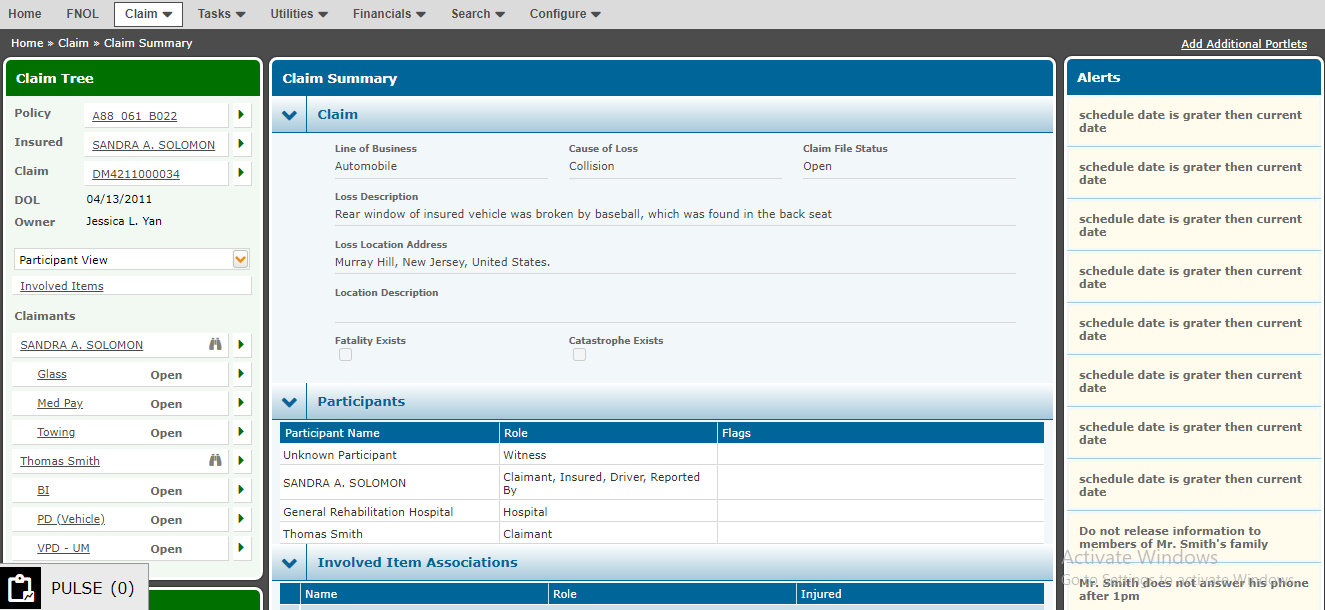 Home FNOL Claim Tasks Utilities Financials Search Configure
Home » Claim » Claim Summary
Add Additional Portlets
Claim Tree
Policy A88_061_B022
Insured SANDRA A. SOLOMON
Claim DM4211000034
DOL 04/13/2011
Owner Jessica L. Yan
Participant View
Involved Items
Claimants
SANDRA A. SOLOMON
Glass Open
Med Pay Open
Towing Open
Thomas Smith
BI Open
PD (Vehicle) Open
VPD - UM Open
PULSE (0)
Claim Summary
Claim
Line of Business Cause of Loss Claim File Status
Automobile Collision Open
Loss Description
Rear window of insured vehicle was broken by baseball, which was found in the back seat
Loss Location Address
Murray Hill, New Jersey, United States.
Location Description
Fatality Exists Catastrophe Exists
Participants
Participant Name Role Flags
Unknown Participant Witness
SANDRA A. SOLOMON Claimant, Insured, Driver, Reported
By
General Rehabilitation Hospital Hospital
Thomas Smith Claimant
Involved Item Associations
Name Role Injured
Alerts
schedule date is grater then current
date
schedule date is grater then current
date
schedule date is grater then current
date
schedule date is grater then current
date
schedule date is grater then current
date
schedule date is grater then current
date
schedule date is grater then current
date
schedule date is grater then current
date
Do not release information to
members of Mr. Smith's family
Mr. Smith does not answer his phone
after 1pm
Activate Windows
Go to Settings to activate Windows.